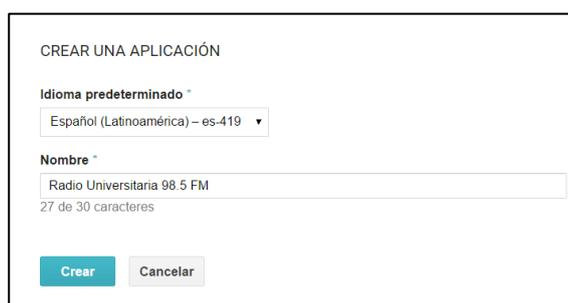 CREAR UNA APLICACIÓN
Idioma predeterminado *
Español (Latinoamérica) – es-419
Nombre *
Radio Universitaria 98.5 FM
27 de 30 caracteres
Crear Cancelar